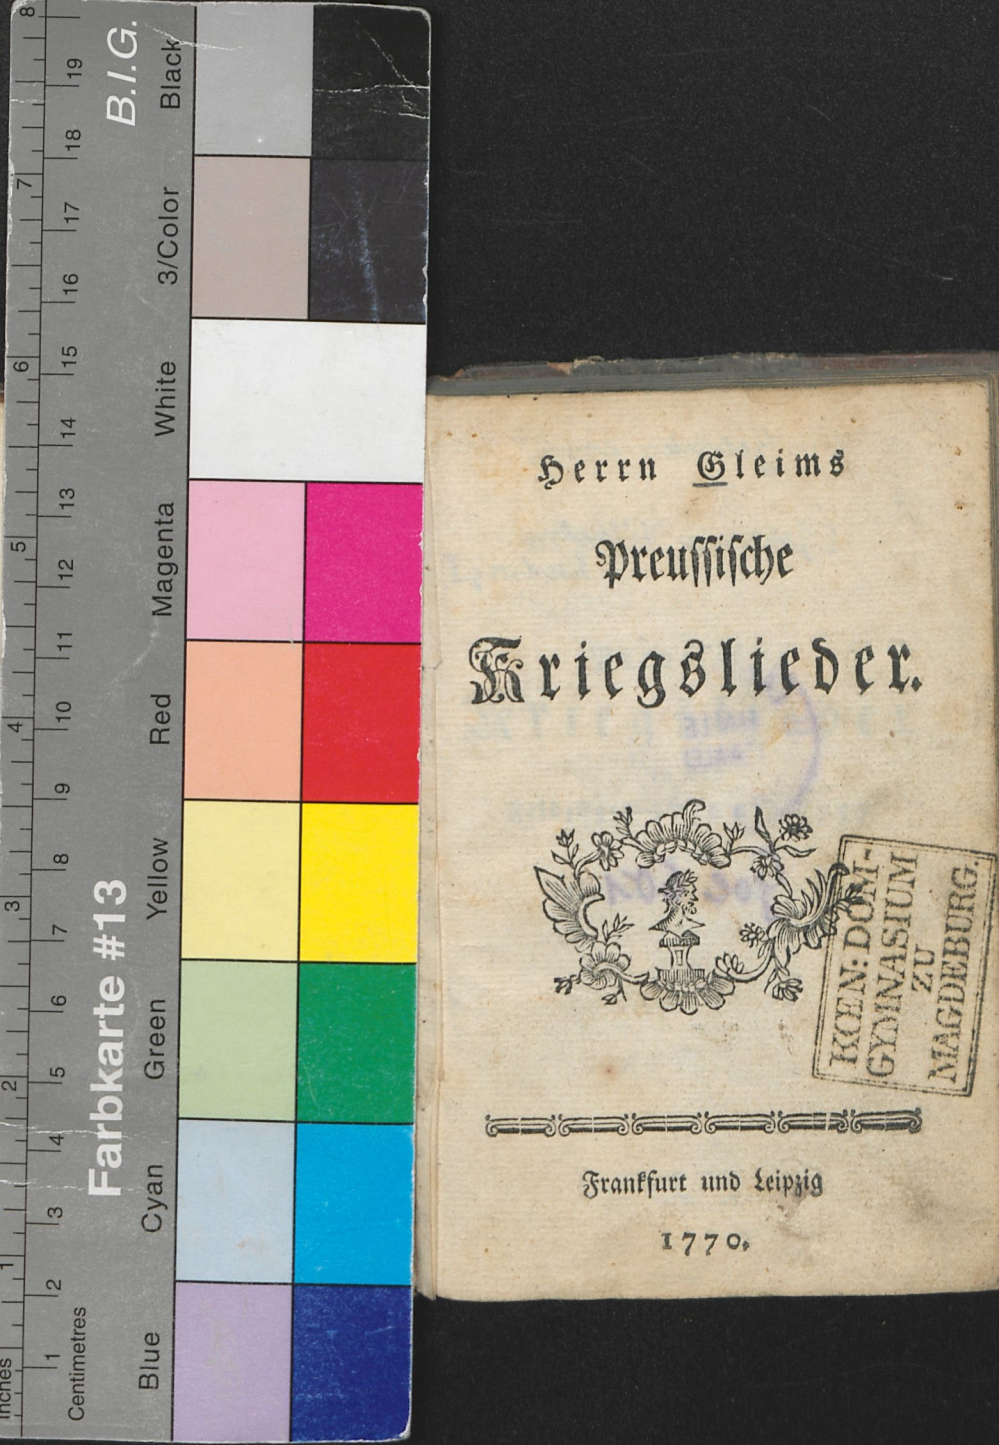 Herrn Gleims
Preussische
Kriegslieder.
KŒN: DOM-
GYMNASIUM
ZU
MAGDEBURG.
Frankfurt und Leipzig
1770.
Farbkarte #13
B.I.G.
Blue
Cyan
Green
Yellow
Red
Magenta
White
3/Color
Black
Centimetres
1
2
3
4
5
6
7
8
9
10
11
12
13
14
15
16
17
18
19
Inches
1
2
3
4
5
6
7
8